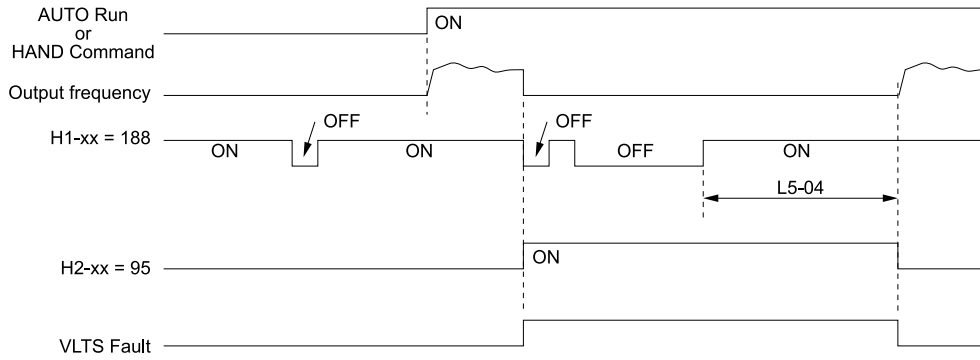 AUTO Run
or
HAND Command
ON
Output frequency
H1-xx = 188
ON
OFF
ON
OFF
OFF
ON
L5-04
H2-xx = 95
ON
VLTS Fault